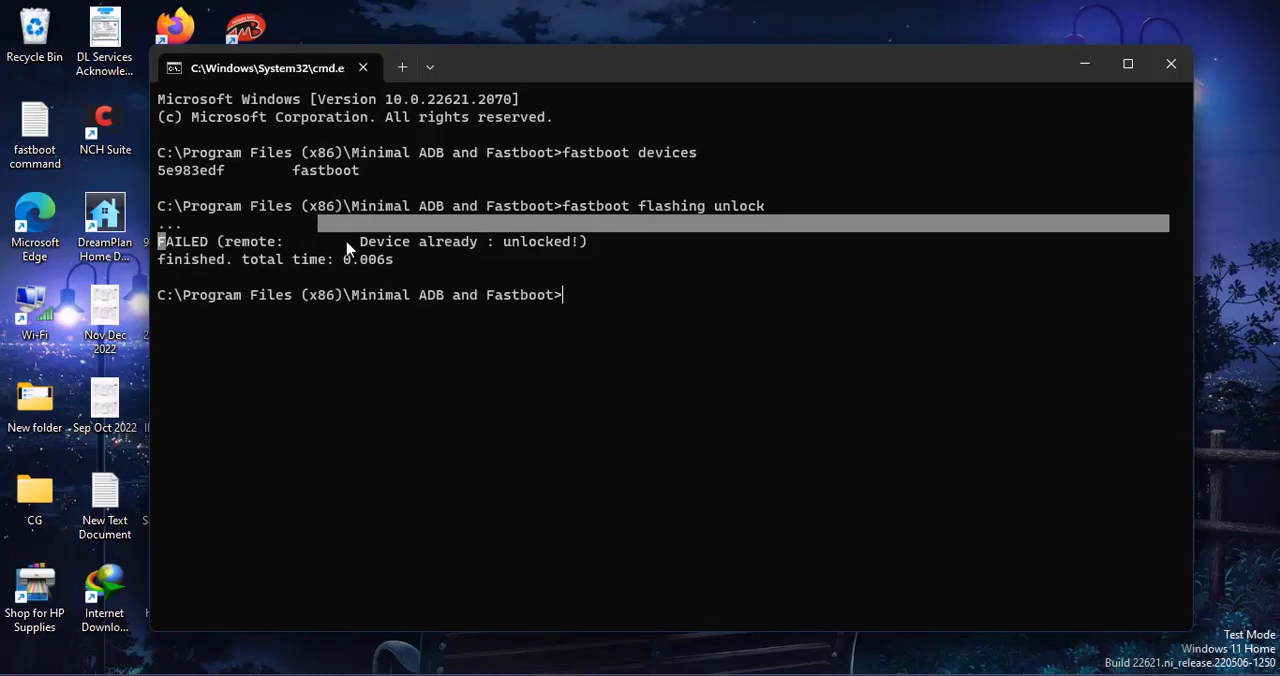 Recycle Bin
DL Services
Acknowle...
fastboot
command
NCH Suite
Microsoft
Edge
DreamPlan
Home D...
Wi-Fi
Nov Dec
2022
New folder
Sep Oct 2022
CG
New Text
Document
Shop for HP
Supplies
Internet
Downlo...
C:\Windows\System32\cmd.e
Microsoft Windows [Version 10.0.22621.2070]
(c) Microsoft Corporation. All rights reserved.
C:\Program Files (x86)\Minimal ADB and Fastboot>fastboot devices
5e983edf fastboot
C:\Program Files (x86)\Minimal ADB and Fastboot>fastboot flashing unlock
...
FAILED (remote: Device already : unlocked!)
finished. total time: 0.006s
C:\Program Files (x86)\Minimal ADB and Fastboot>
Test Mode
Windows 11 Home
Build 22621.ni_release.220506-1250